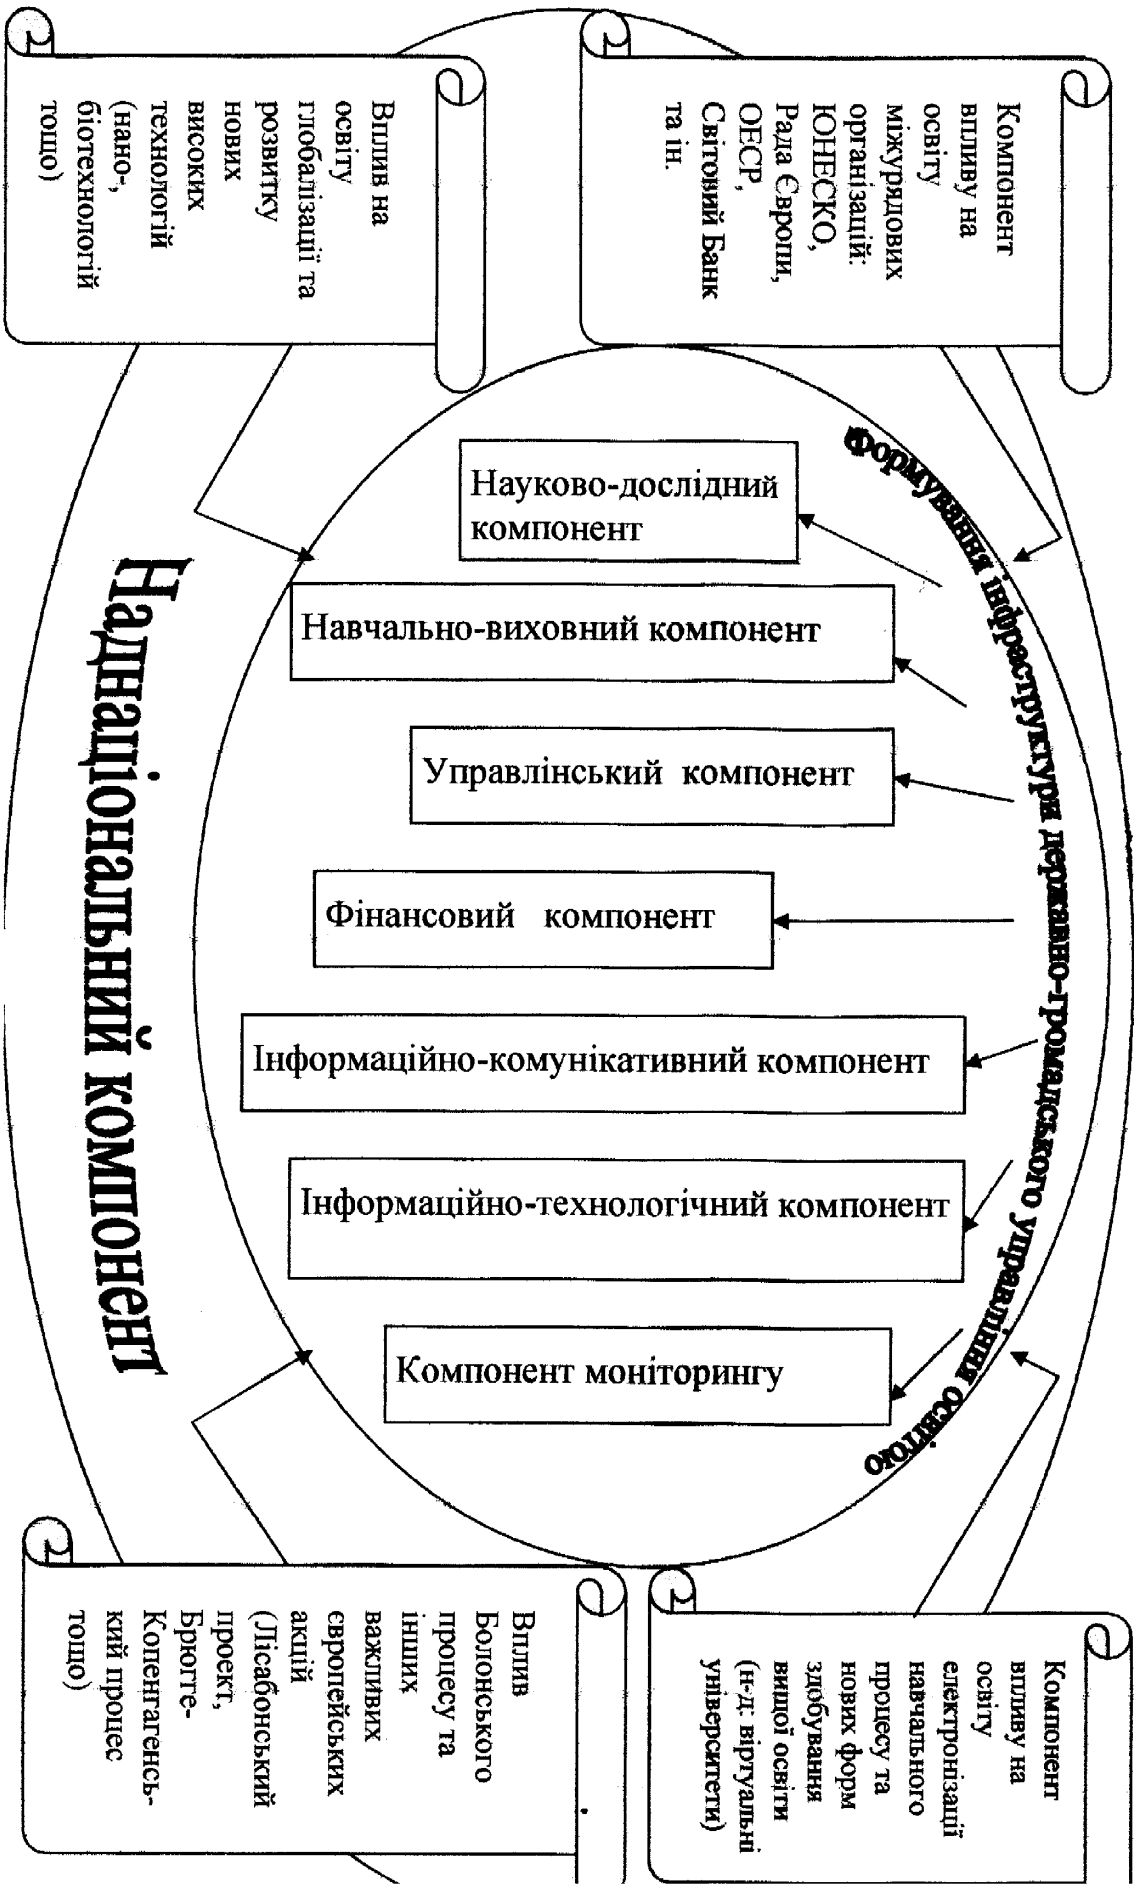 Компонент
впливу на
освіту
міжурядових
організацій:
ЮНЕСКО,
Рада Європи,
ОЕСР,
Світовий Банк
та ін.
Компонент
впливу на
освіту
електронізації
навчального
процесу та
нових форм
здобування
вищої освіти
(н-д: віртуальні
університети)
Формування інфраструктури державно-громадського управління освітою
Науково-дослідний
компонент
Навчально-виховний компонент
Управлінський компонент
Фінансовий компонент
Інформаційно-комунікативний компонент
Інформаційно-технологічний компонент
Компонент моніторингу
Вплив на
освіту
глобалізації та
розвитку
нових
високих
технологій
(нано-,
біотехнологій
тощо)
Вплив
Болонського
процесу та
інших
важливих
європейських
акцій
(Лісабонський
проект,
Брюгге-
Копенгагенсь-
кий процес
тощо)
Наднаціональний компонент